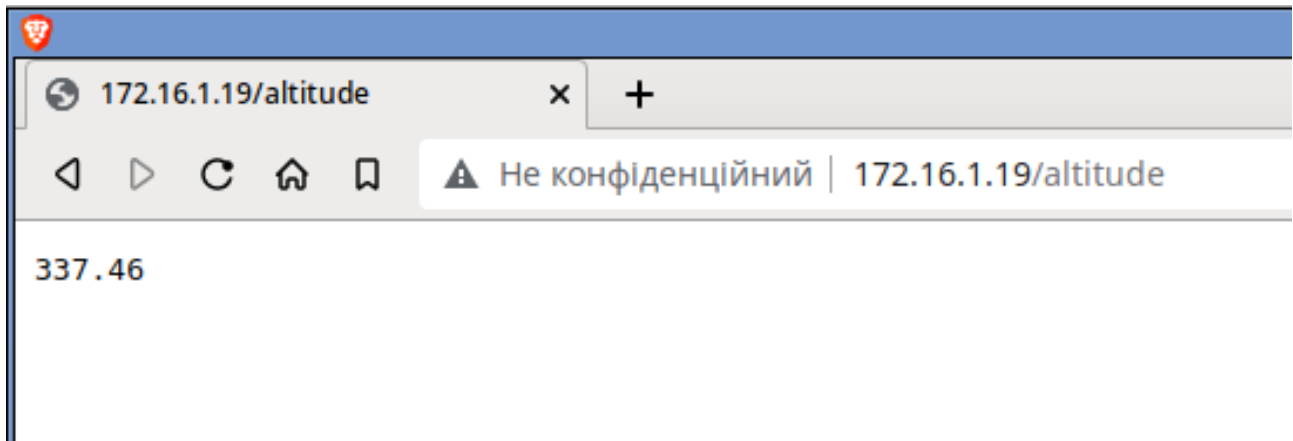 172.16.1.19/altitude
Не конфіденційний 172.16.1.19/altitude
337.46